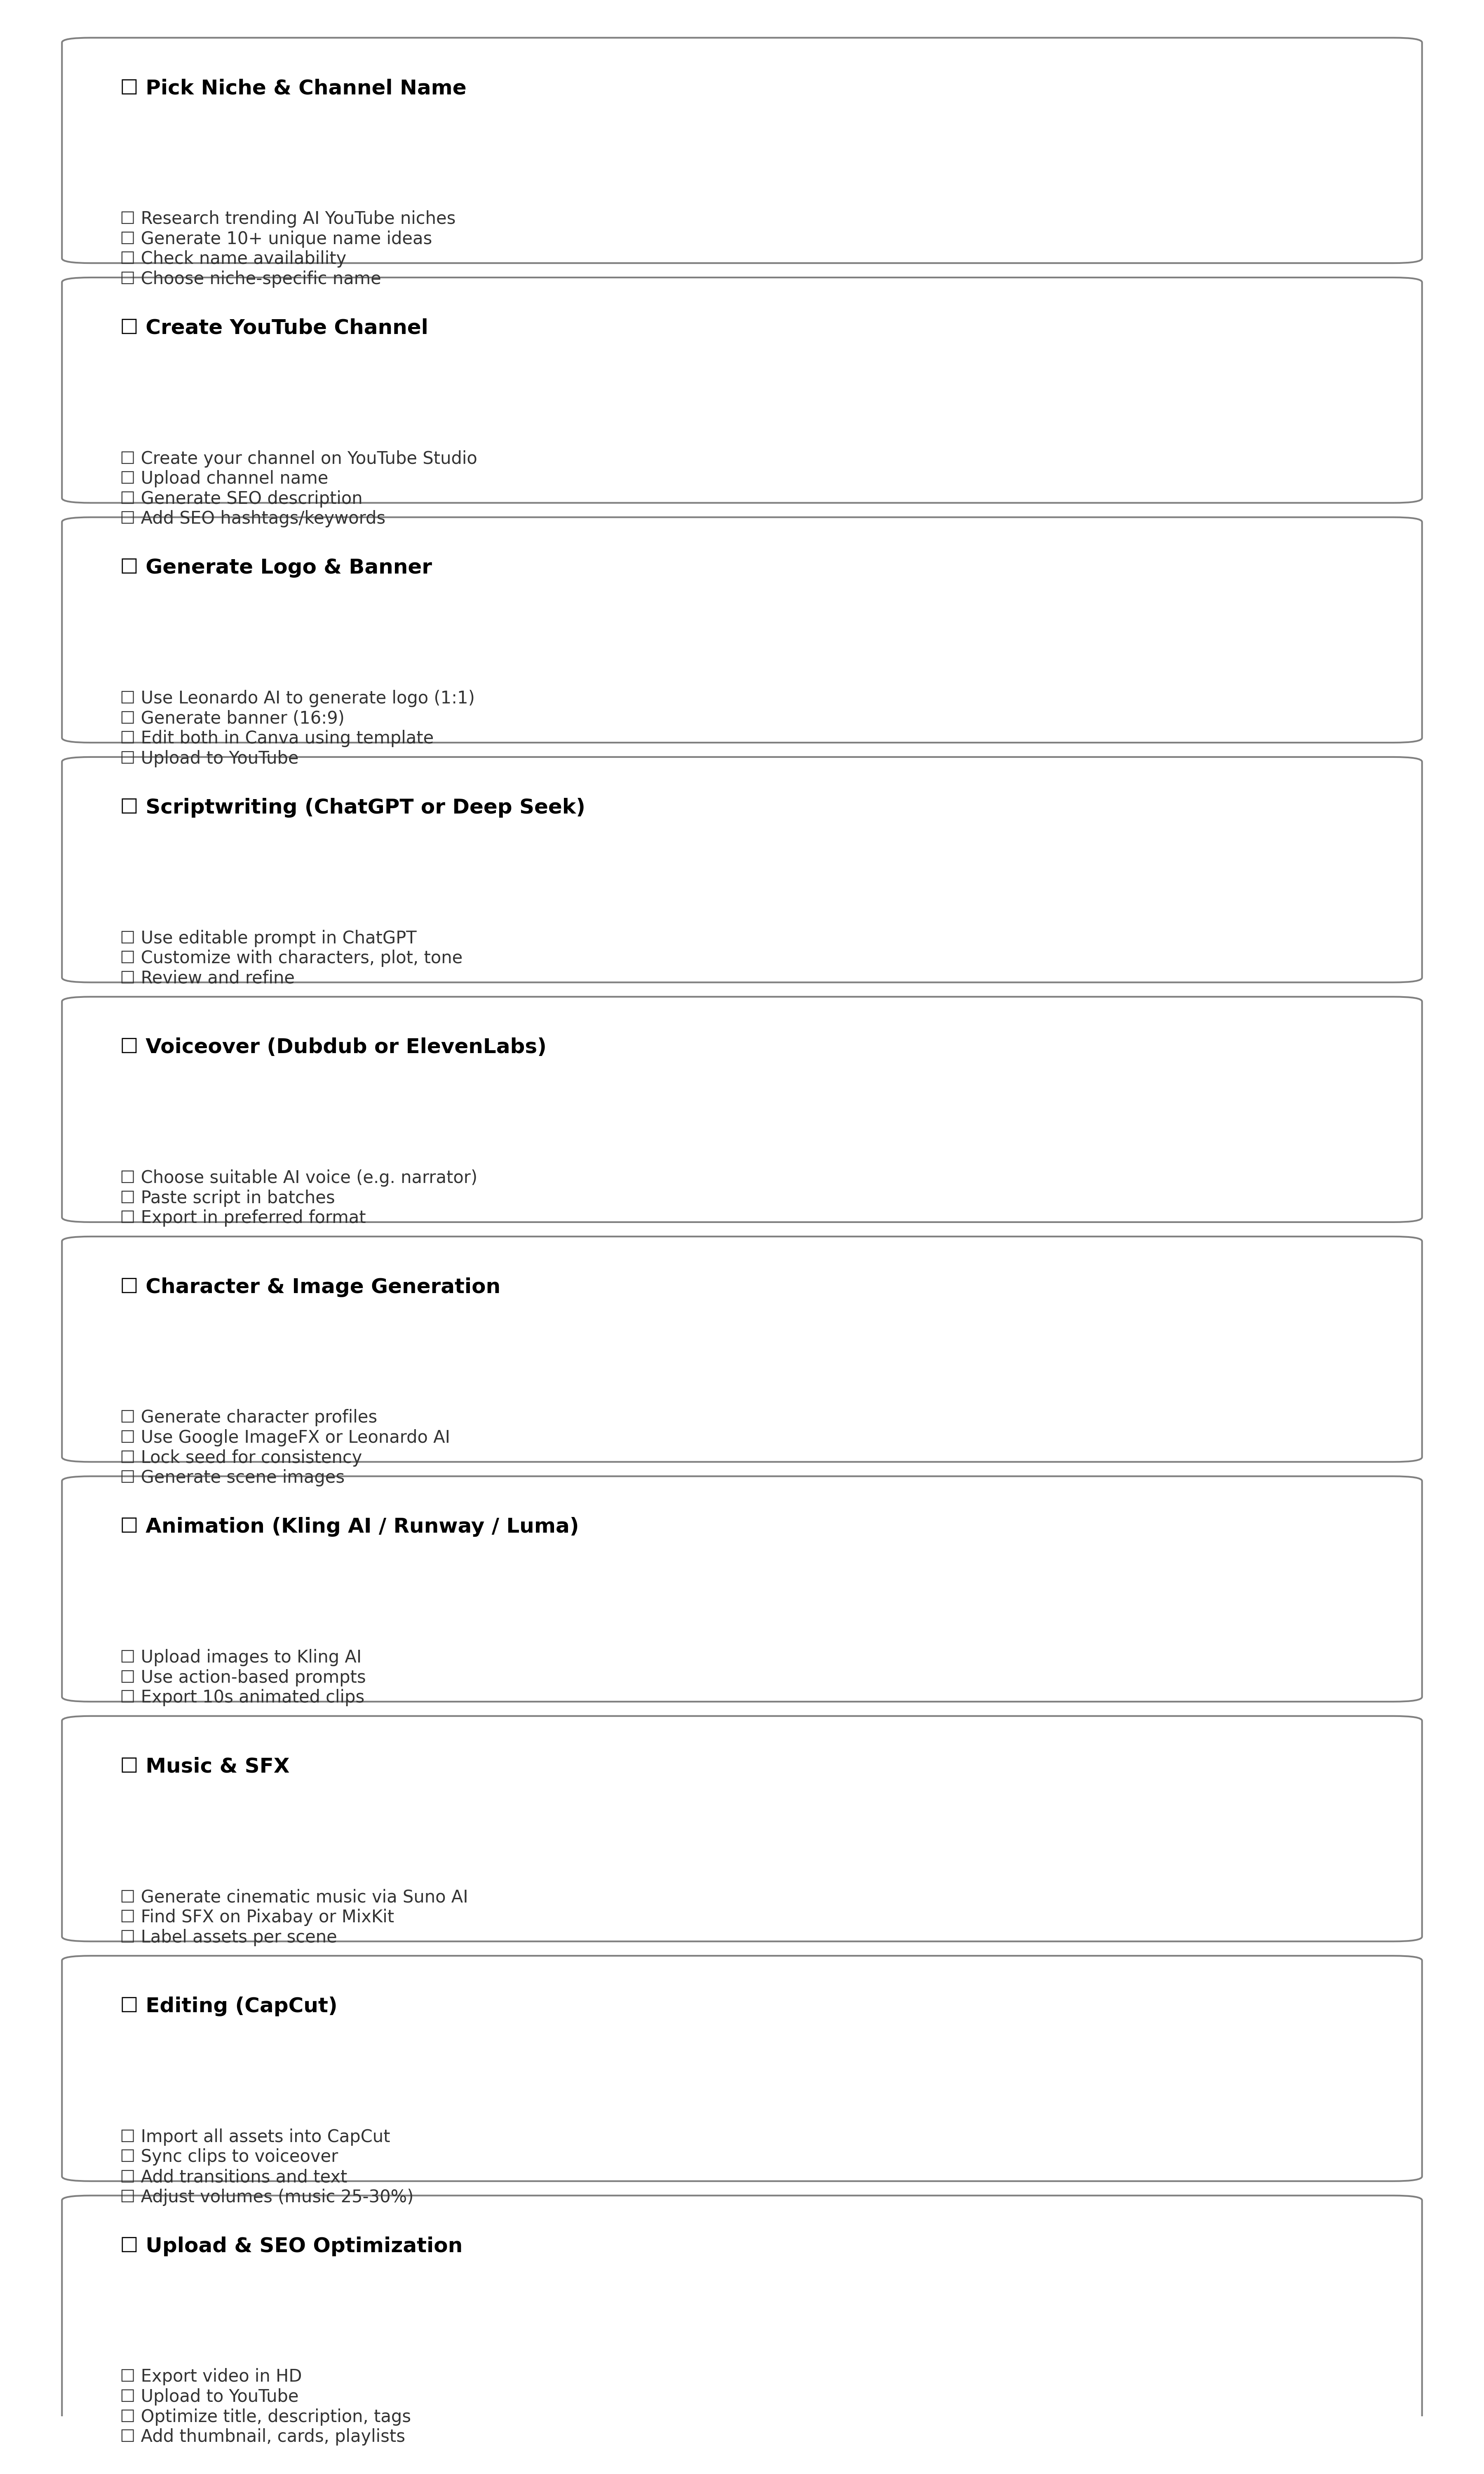 ☐ Pick Niche & Channel Name
☐ Research trending AI YouTube niches
☐ Generate 10+ unique name ideas
☐ Check name availability
☐ Choose niche-specific name
☐ Create YouTube Channel
☐ Create your channel on YouTube Studio
☐ Upload channel name
☐ Generate SEO description
☐ Add SEO hashtags/keywords
☐ Generate Logo & Banner
☐ Use Leonardo AI to generate logo (1:1)
☐ Generate banner (16:9)
☐ Edit both in Canva using template
☐ Upload to YouTube
☐ Scriptwriting (ChatGPT or Deep Seek)
☐ Use editable prompt in ChatGPT
☐ Customize with characters, plot, tone
☐ Review and refine
☐ Voiceover (Dubdub or ElevenLabs)
☐ Choose suitable AI voice (e.g. narrator)
☐ Paste script in batches
☐ Export in preferred format
☐ Character & Image Generation
☐ Generate character profiles
☐ Use Google ImageFX or Leonardo AI
☐ Lock seed for consistency
☐ Generate scene images
☐ Animation (Kling AI / Runway / Luma)
☐ Upload images to Kling AI
☐ Use action-based prompts
☐ Export 10s animated clips
☐ Music & SFX
☐ Generate cinematic music via Suno AI
☐ Find SFX on Pixabay or MixKit
☐ Label assets per scene
☐ Editing (CapCut)
☐ Import all assets into CapCut
☐ Sync clips to voiceover
☐ Add transitions and text
☐ Adjust volumes (music 25-30%)
☐ Upload & SEO Optimization
☐ Export video in HD
☐ Upload to YouTube
☐ Optimize title, description, tags
☐ Add thumbnail, cards, playlists